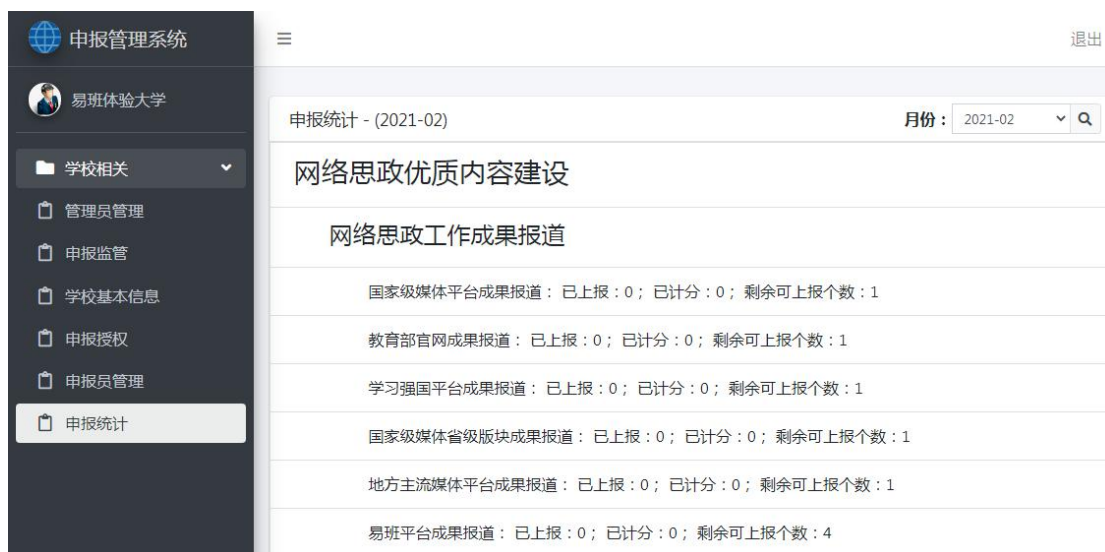 申报管理系统
退出
易班体验大学
申报统计 - (2021-02)
月份： 2021-02
学校相关
管理员管理
申报监管
学校基本信息
申报授权
申报员管理
申报统计
网络思政优质内容建设
网络思政工作成果报道
国家级媒体平台成果报道： 已上报：0； 已计分：0； 剩余可上报个数：1
教育部官网成果报道： 已上报：0； 已计分：0； 剩余可上报个数：1
学习强国平台成果报道： 已上报：0； 已计分：0； 剩余可上报个数：1
国家级媒体省级版块成果报道： 已上报：0； 已计分：0； 剩余可上报个数：1
地方主流媒体平台成果报道： 已上报：0； 已计分：0； 剩余可上报个数：1
易班平台成果报道： 已上报：0； 已计分：0； 剩余可上报个数：4